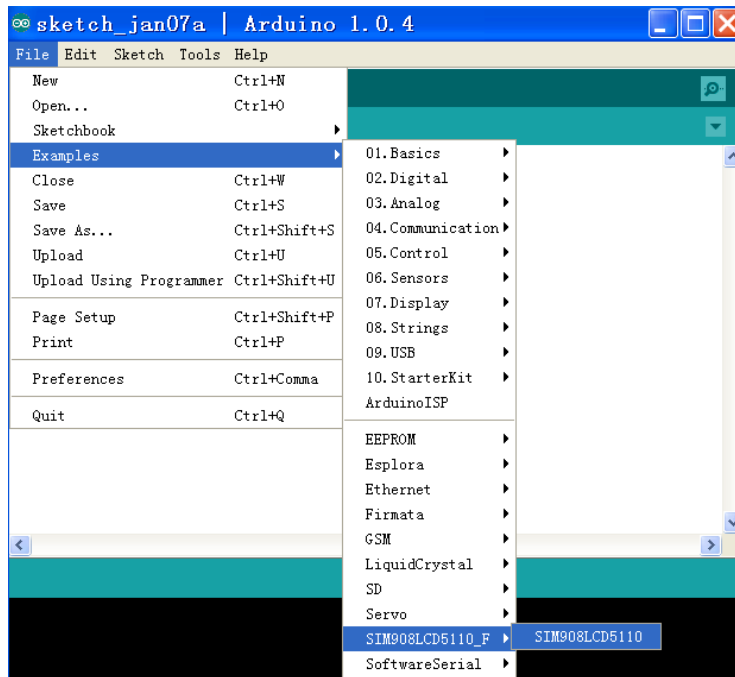 sketch_jan07a | Arduino 1.0.4
File Edit Sketch Tools Help
New Ctrl+N
Open... Ctrl+O
Sketchbook
Examples
Close Ctrl+W
Save Ctrl+S
Save As... Ctrl+Shift+S
Upload Ctrl+U
Upload Using Programmer Ctrl+Shift+U
Page Setup Ctrl+Shift+P
Print Ctrl+P
Preferences Ctrl+Comma
Quit Ctrl+Q
01.Basics
02.Digital
03.Analog
04.Communication
05.Control
06.Sensors
07.Display
08.Strings
09.USB
10.StarterKit
ArduinoISP
EEPROM
Esplora
Ethernet
Firmata
GSM
LiquidCrystal
SD
Servo
SIM908LCD5110_F
SoftwareSerial
SIM908LCD5110